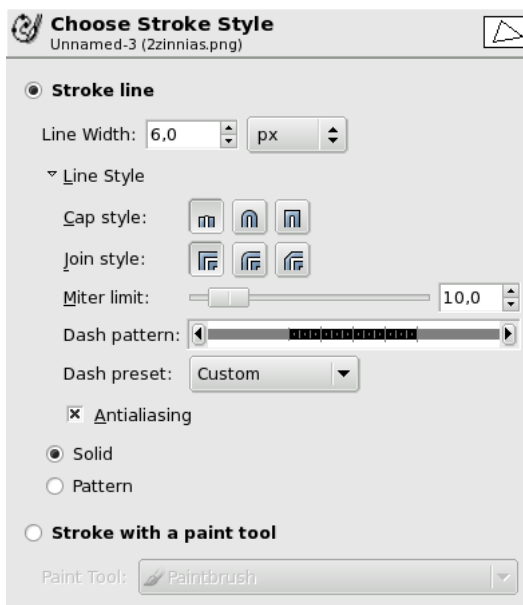 Choose Stroke Style
Unnamed-3 (2zinnias.png)
Stroke line
Line Width: 6,0 px
Line Style
Cap style:
Join style:
Miter limit: 10,0
Dash pattern:
Dash preset: Custom
Antialiasing
Solid
Pattern
Stroke with a paint tool
Paint Tool: Paintbrush